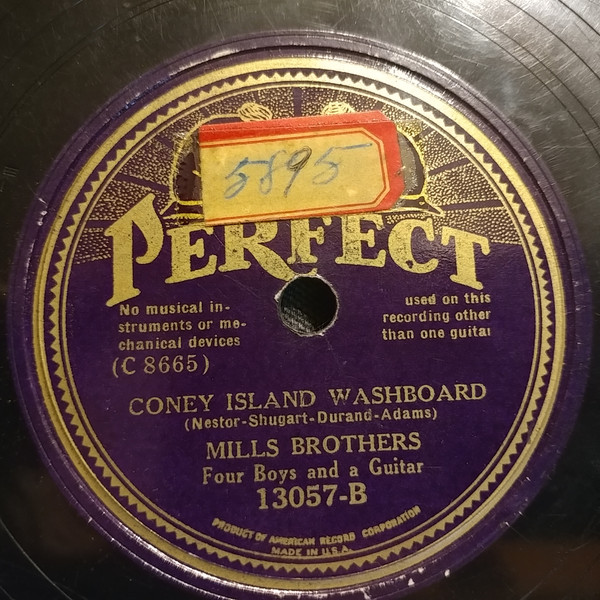 5895
PERFECT
No musical in-
struments or me-
chanical devices
used on this
recording other
than one guitar
(C 8665)
CONEY ISLAND WASHBOARD
(Nestor-Shugart-Durand-Adams)
MILLS BROTHERS
Four Boys and a Guitar
13057-B
PRODUCT OF AMERICAN RECORD CORPORATION
MADE IN U.S.A.